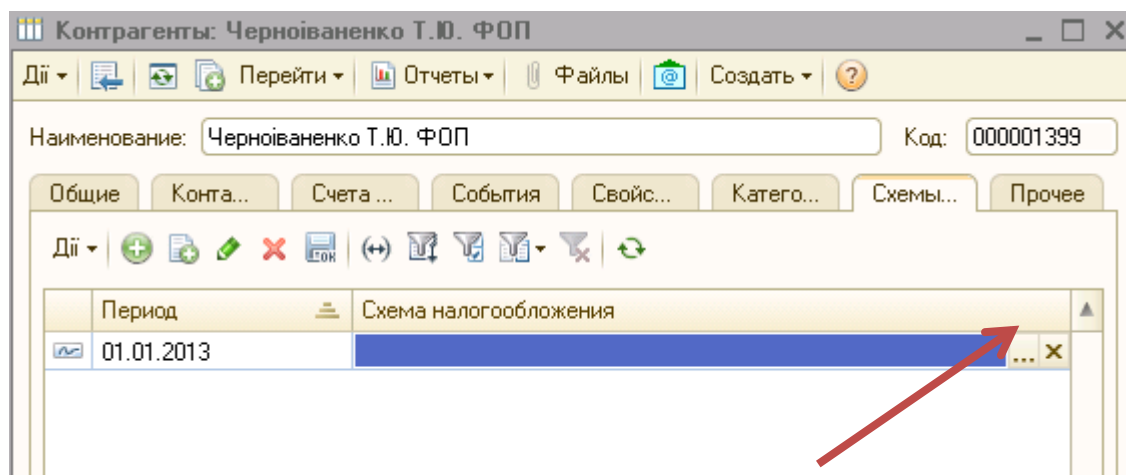 Контрагенты: Черноіваненко Т.Ю. ФОП
Дії Перейти Отчеты Файлы Создать
Наименование: Черноіваненко Т.Ю. ФОП Код: 000001399
Общие Конта... Счета ... События Свойс... Катего... Схемы... Прочее
Дії
Период Схема налогообложения
01.01.2013 ...